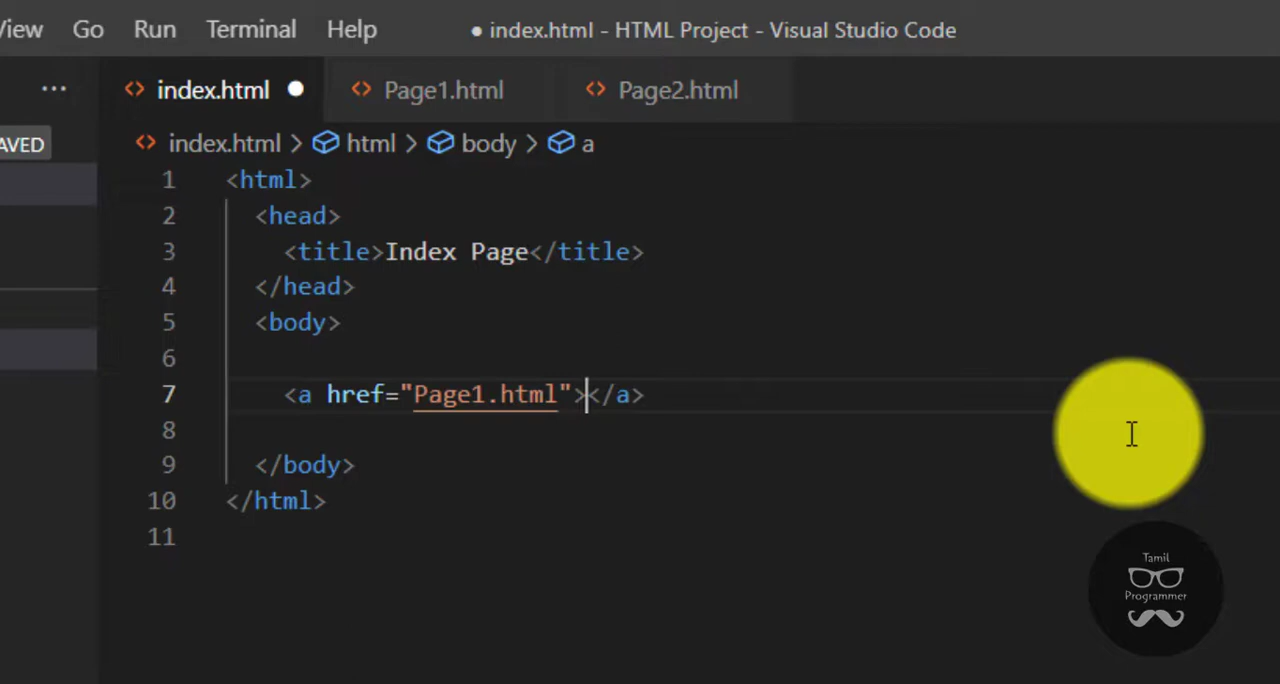 View Go Run Terminal Help ● index.html - HTML Project - Visual Studio Code
... index.html Page1.html Page2.html
AVED index.html > html > body > a
1 <html>
2 <head>
3 <title>Index Page</title>
4 </head>
5 <body>
6
7 <a href="Page1.html"></a>
8
9 </body>
10 </html>
11
Tamil
Programmer